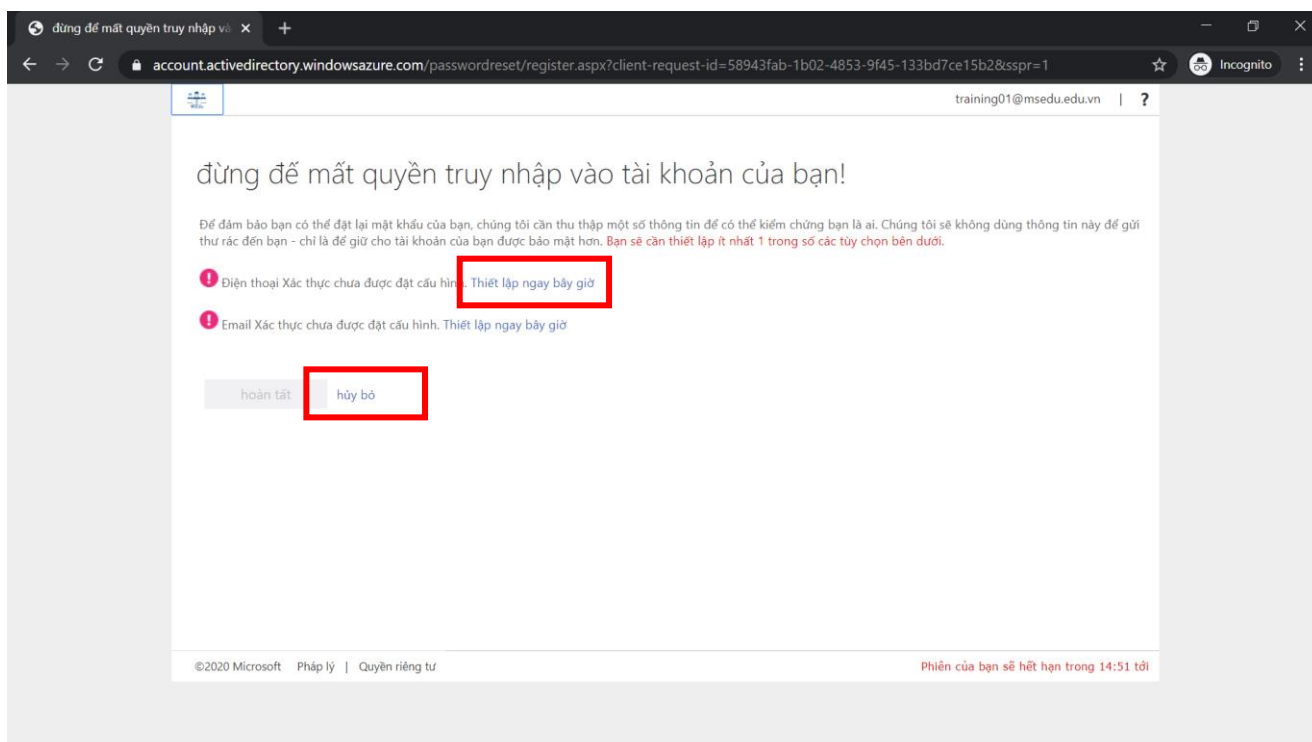 đừng để mất quyền truy nhập và
account.activedirectory.windowsazure.com/passwordreset/register.aspx?client-request-id=58943fab-1b02-4853-9f45-133bd7ce15b2&sspr=1
Incognito
training01@msedu.edu.vn | ?
đừng để mất quyền truy nhập vào tài khoản của bạn!
Để đảm bảo bạn có thể đặt lại mật khẩu của bạn, chúng tôi cần thu thập một số thông tin để có thể kiểm chứng bạn là ai. Chúng tôi sẽ không dùng thông tin này để gửi
thư rác đến bạn - chỉ là để giữ cho tài khoản của bạn được bảo mật hơn. Bạn sẽ cần thiết lập ít nhất 1 trong số các tùy chọn bên dưới.
Điện thoại Xác thực chưa được đặt cấu hình. Thiết lập ngay bây giờ
Email Xác thực chưa được đặt cấu hình. Thiết lập ngay bây giờ
hoàn tất hủy bỏ
©2020 Microsoft Pháp lý | Quyền riêng tư
Phiên của bạn sẽ hết hạn trong 14:51 tới